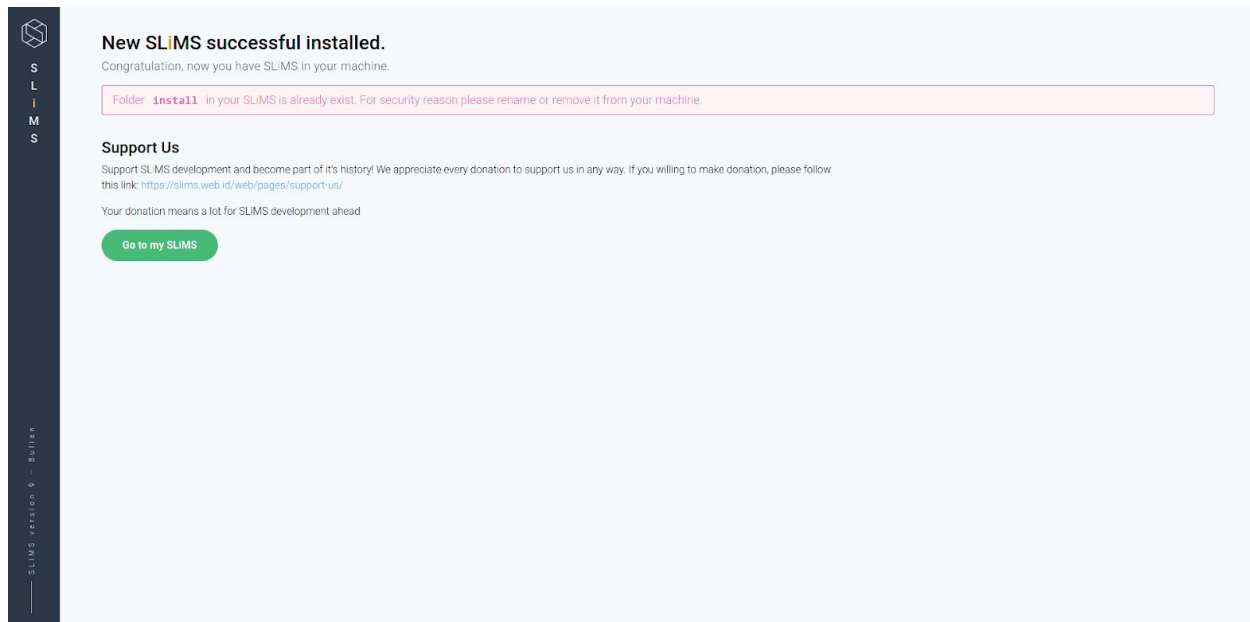 S
L
i
M
S
SLiMS version 9 — Bulian
New SLiMS successful installed.
Congratulation, now you have SLiMS in your machine.
Folder install in your SLiMS is already exist. For security reason please rename or remove it from your machine.
Support Us
Support SLiMS development and become part of it's history! We appreciate every donation to support us in any way. If you willing to make donation, please follow
this link: https://slims.web.id/web/pages/support-us/
Your donation means a lot for SLiMS development ahead
Go to my SLiMS